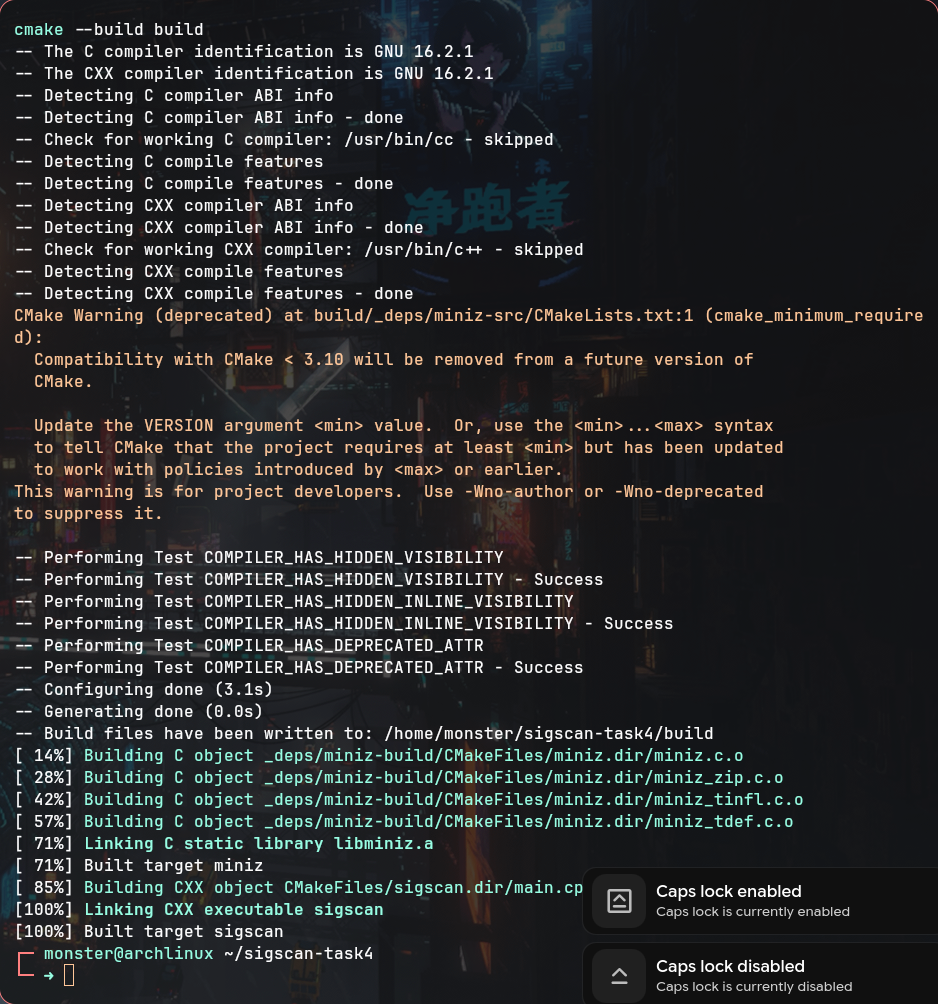 cmake --build build
-- The C compiler identification is GNU 16.2.1
-- The CXX compiler identification is GNU 16.2.1
-- Detecting C compiler ABI info
-- Detecting C compiler ABI info - done
-- Check for working C compiler: /usr/bin/cc - skipped
-- Detecting C compile features
-- Detecting C compile features - done
-- Detecting CXX compiler ABI info
-- Detecting CXX compiler ABI info - done
-- Check for working CXX compiler: /usr/bin/c++ - skipped
-- Detecting CXX compile features
-- Detecting CXX compile features - done
净跑者
CMake Warning (deprecated) at build/_deps/miniz-src/CMakeLists.txt:1 (cmake_minimum_require
d):
  Compatibility with CMake < 3.10 will be removed from a future version of
  CMake.

  Update the VERSION argument <min> value.  Or, use the <min>...<max> syntax
  to tell CMake that the project requires at least <min> but has been updated
  to work with policies introduced by <max> or earlier.
This warning is for project developers.  Use -Wno-author or -Wno-deprecated
to suppress it.

-- Performing Test COMPILER_HAS_HIDDEN_VISIBILITY
-- Performing Test COMPILER_HAS_HIDDEN_VISIBILITY - Success
-- Performing Test COMPILER_HAS_HIDDEN_INLINE_VISIBILITY
-- Performing Test COMPILER_HAS_HIDDEN_INLINE_VISIBILITY - Success
-- Performing Test COMPILER_HAS_DEPRECATED_ATTR
-- Performing Test COMPILER_HAS_DEPRECATED_ATTR - Success
-- Configuring done (3.1s)
-- Generating done (0.0s)
-- Build files have been written to: /home/monster/sigscan-task4/build
[ 14%] Building C object _deps/miniz-build/CMakeFiles/miniz.dir/miniz.c.o
[ 28%] Building C object _deps/miniz-build/CMakeFiles/miniz.dir/miniz_zip.c.o
[ 42%] Building C object _deps/miniz-build/CMakeFiles/miniz.dir/miniz_tinfl.c.o
[ 57%] Building C object _deps/miniz-build/CMakeFiles/miniz.dir/miniz_tdef.c.o
[ 71%] Linking C static library libminiz.a
[ 71%] Built target miniz
[ 85%] Building CXX object CMakeFiles/sigscan.dir/main.cp
[100%] Linking CXX executable sigscan
[100%] Built target sigscan
monster@archlinux ~/sigscan-task4
➜
Caps lock enabled
Caps lock is currently enabled
Caps lock disabled
Caps lock is currently disabled